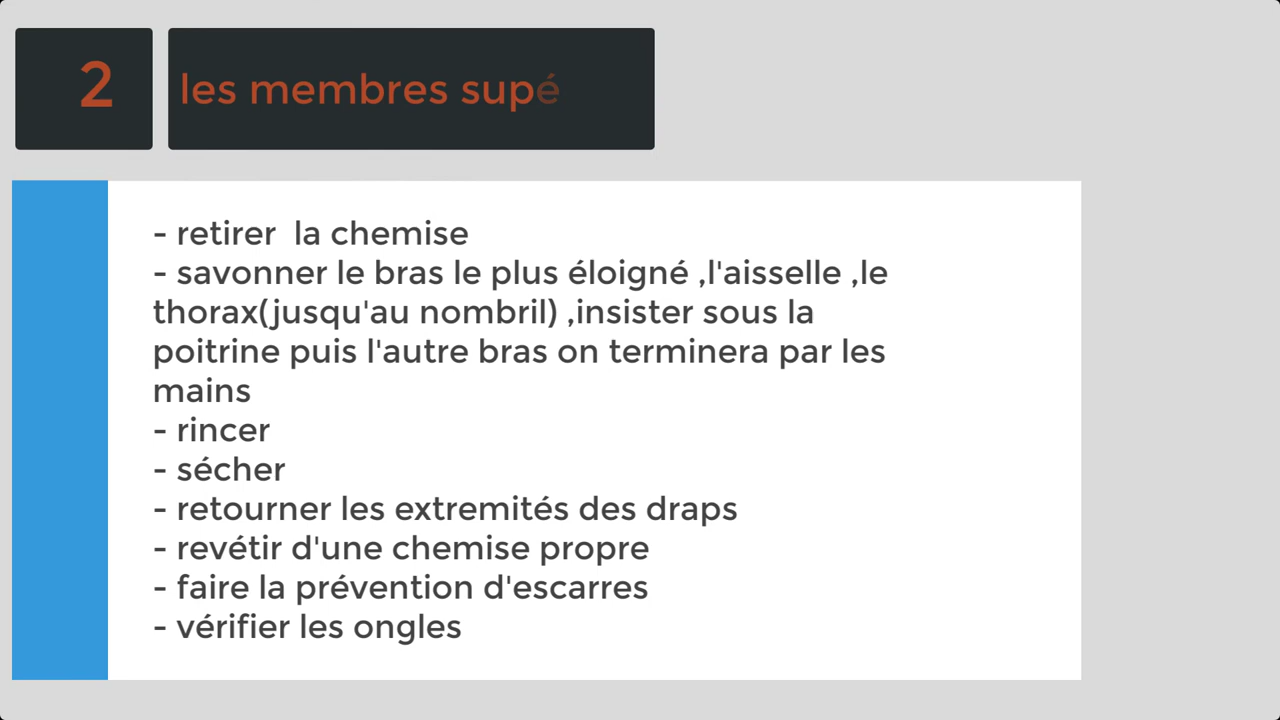 2
les membres supé
- retirer  la chemise
- savonner le bras le plus éloigné ,l'aisselle ,le
thorax(jusqu'au nombril) ,insister sous la
poitrine puis l'autre bras on terminera par les
mains
- rincer
- sécher
- retourner les extremités des draps
- revétir d'une chemise propre
- faire la prévention d'escarres
- vérifier les ongles